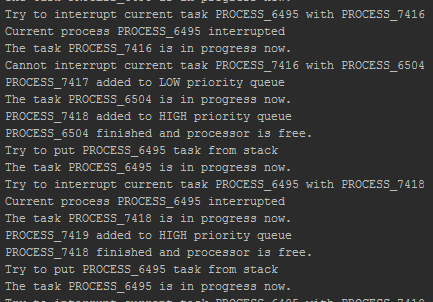 Try to interrupt current task PROCESS_6495 with PROCESS_7416
Current process PROCESS_6495 interrupted
The task PROCESS_7416 is in progress now.
Cannot interrupt current task PROCESS_7416 with PROCESS_6504
PROCESS_7417 added to LOW priority queue
The task PROCESS_6504 is in progress now.
PROCESS_7418 added to HIGH priority queue
PROCESS_6504 finished and processor is free.
Try to put PROCESS_6495 task from stack
The task PROCESS_6495 is in progress now.
Try to interrupt current task PROCESS_6495 with PROCESS_7418
Current process PROCESS_6495 interrupted
The task PROCESS_7418 is in progress now.
PROCESS_7419 added to HIGH priority queue
PROCESS_7418 finished and processor is free.
Try to put PROCESS_6495 task from stack
The task PROCESS_6495 is in progress now.